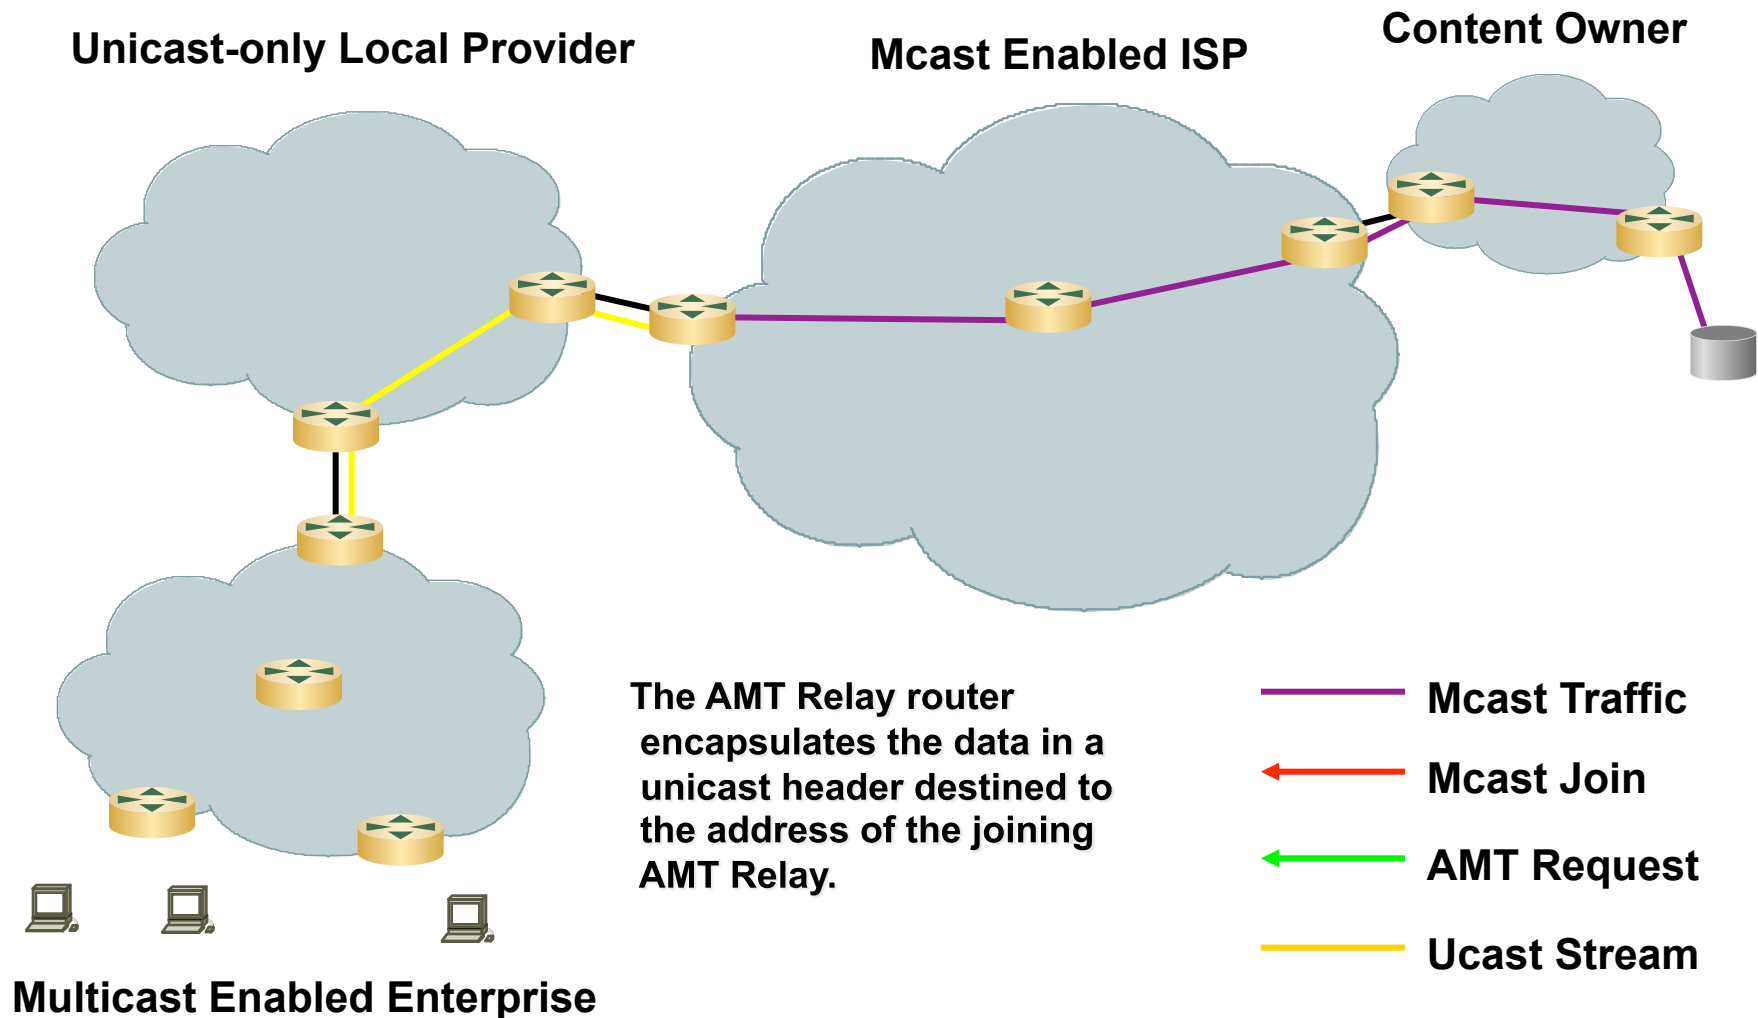 Unicast-only Local Provider
Mcast Enabled ISP
Content Owner
The AMT Relay router
encapsulates the data in a
unicast header destined to
the address of the joining
AMT Relay.
Mcast Traffic
Mcast Join
AMT Request
Ucast Stream
Multicast Enabled Enterprise